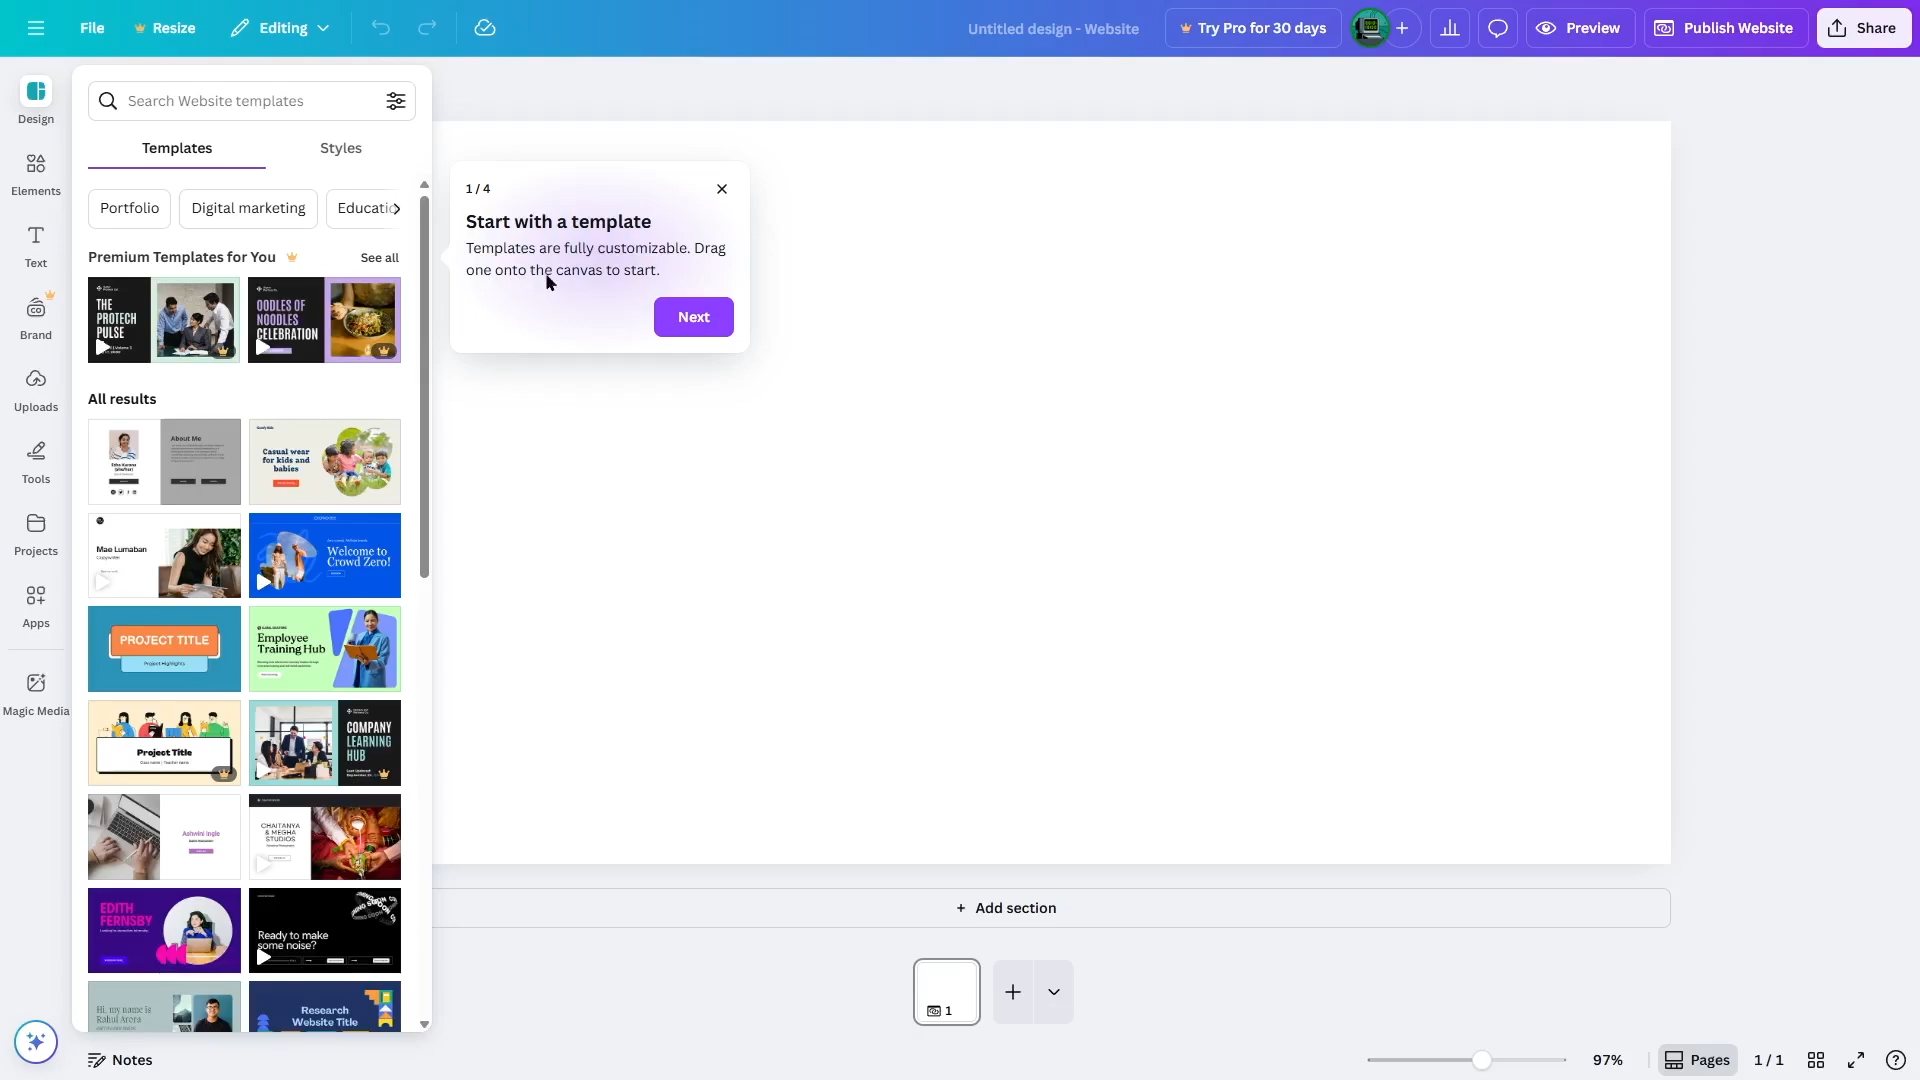 File
Resize
Editing
Untitled design - Website
Try Pro for 30 days
Preview
Publish Website
Share
Design
Elements
Text
Brand
Uploads
Tools
Projects
Apps
Magic Media
Search Website templates
Templates
Styles
Portfolio
Digital marketing
Educatio
Premium Templates for You
See all
THE
PROTECH
PULSE
OODLES OF
NOODLES
CELEBRATION
All results
About Me
Casual wear
for kids and
babies
Mae Lumaban
Welcome to
Crowd Zero!
PROJECT TITLE
Project Highlights
Employee
Training Hub
Project Title
COMPANY
LEARNING
HUB
Ashwini Ingle
CHAITANYA
& MEGHA
STUDIOS
EDITH
FERNSBY
Ready to make
some noise?
Hi, my name is
Rahul Arora
Research
Website Title
1 / 4
Start with a template
Templates are fully customizable. Drag
one onto the canvas to start.
Next
+ Add section
1
Notes
97%
Pages
1 / 1